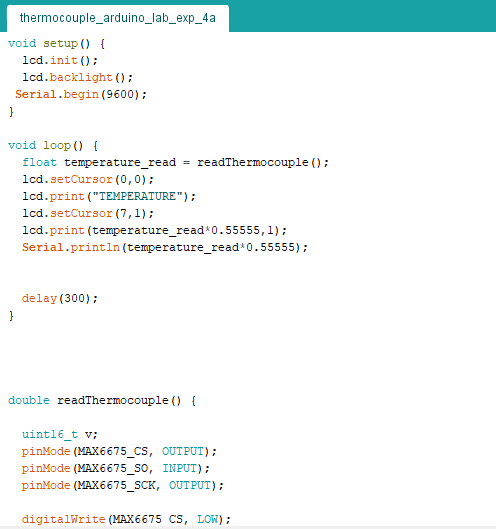 thermocouple_arduino_lab_exp_4a
void setup() {
  lcd.init();
  lcd.backlight();
 Serial.begin(9600);
}
void loop() {
  float temperature_read = readThermocouple();
  lcd.setCursor(0,0);
  lcd.print("TEMPERATURE");
  lcd.setCursor(7,1);
  lcd.print(temperature_read*0.55555,1);
  Serial.println(temperature_read*0.55555);
  delay(300);
}
double readThermocouple() {
  uint16_t v;
  pinMode(MAX6675_CS, OUTPUT);
  pinMode(MAX6675_SO, INPUT);
  pinMode(MAX6675_SCK, OUTPUT);
  digitalWrite(MAX6675_CS, LOW);